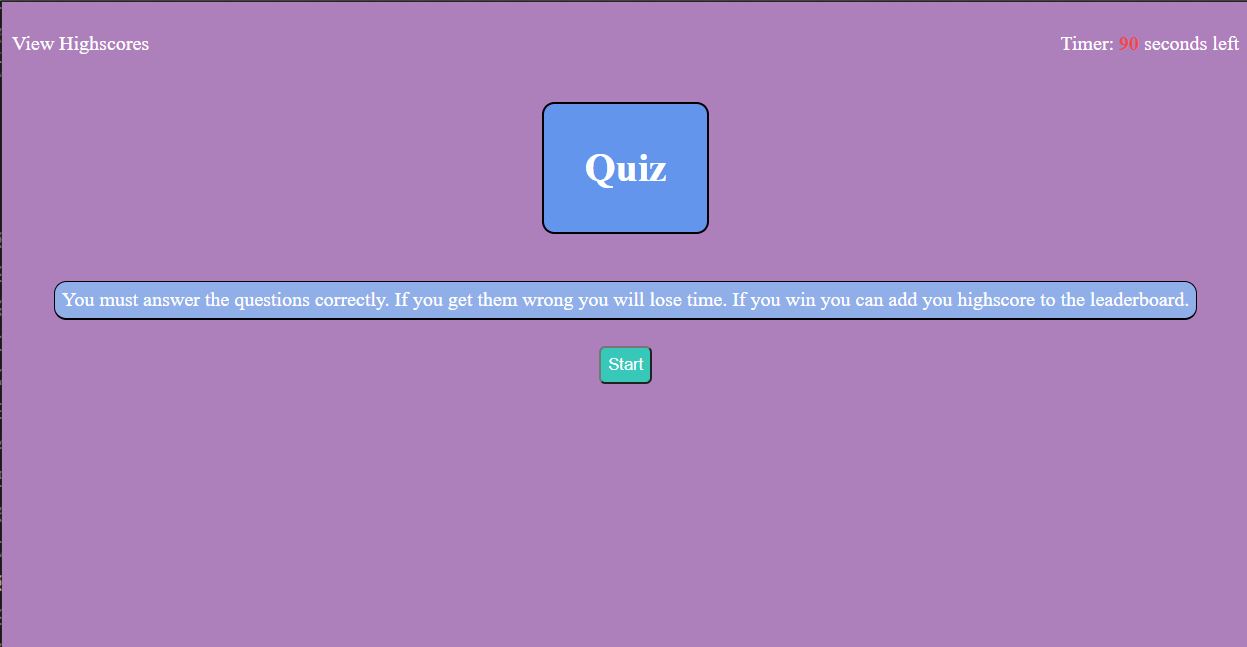 View Highscores
Timer: 90 seconds left
Quiz
You must answer the questions correctly. If you get them wrong you will lose time. If you win you can add you highscore to the leaderboard.
Start